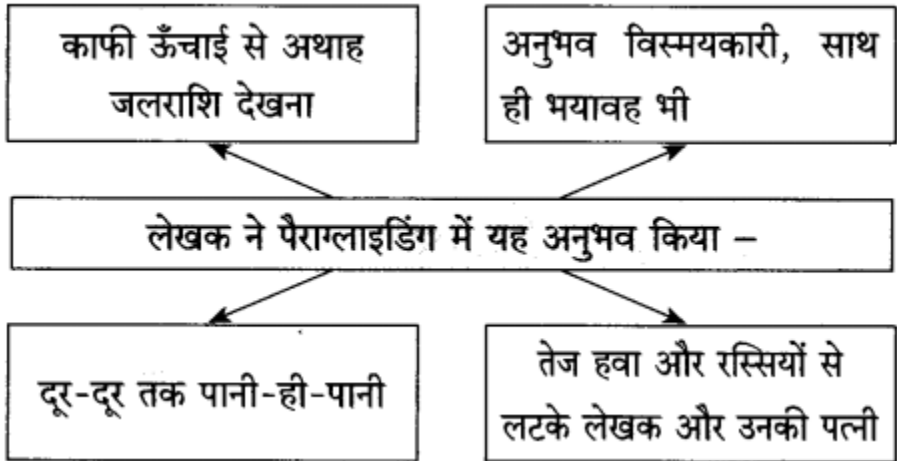 काफी ऊँचाई से अथाह
जलराशि देखना
अनुभव विस्मयकारी, साथ
ही भयावह भी
लेखक ने पैराग्लाइडिंग में यह अनुभव किया –
दूर-दूर तक पानी-ही-पानी
तेज हवा और रस्सियों से
लटके लेखक और उनकी पत्नी